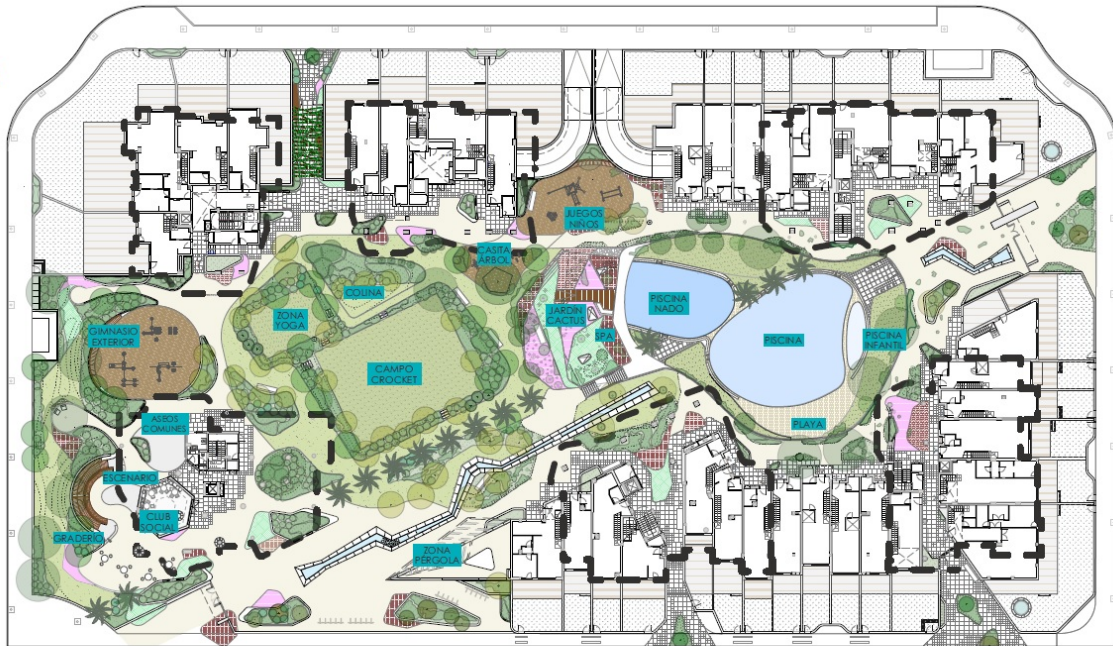 JUEGOS
NIÑOS
CASITA
ÁRBOL
COLINA
PISCINA
NADO
JARDÍN
CACTUS
ZONA
YOGA
GIMNASIO
EXTERIOR
SPA
PISCINA
PISCINA
INFANTIL
CAMPO
CROCKET
ASEOS
COMUNES
PLAYA
ESCENARIO
CLUB
SOCIAL
GRADERÍO
ZONA
PÉRGOLA